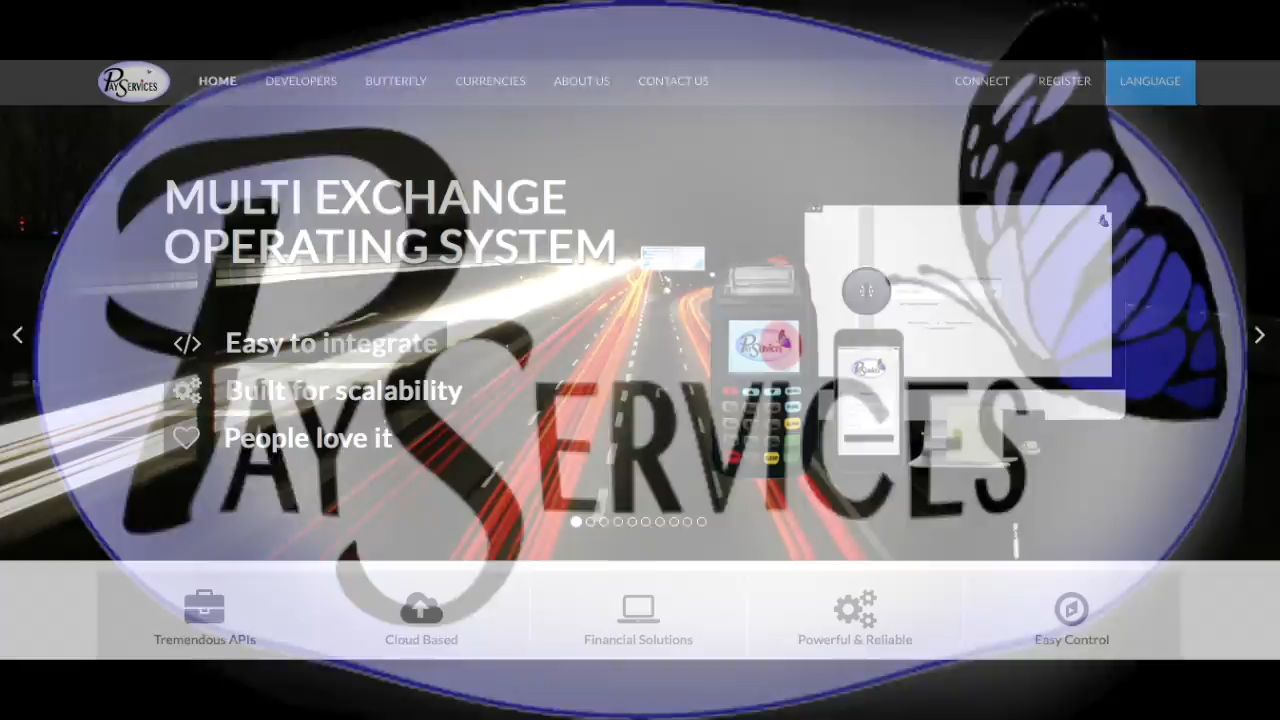 PAYSERVICES
HOME DEVELOPERS BUTTERFLY CURRENCIES ABOUT US CONTACT US CONNECT REGISTER LANGUAGE
MULTI EXCHANGE
OPERATING SYSTEM
Easy to integrate
Built for scalability
People love it
PAYSERVICES
PAYSERVICES
Tremendous APIs Cloud Based Financial Solutions Powerful & Reliable Easy Control